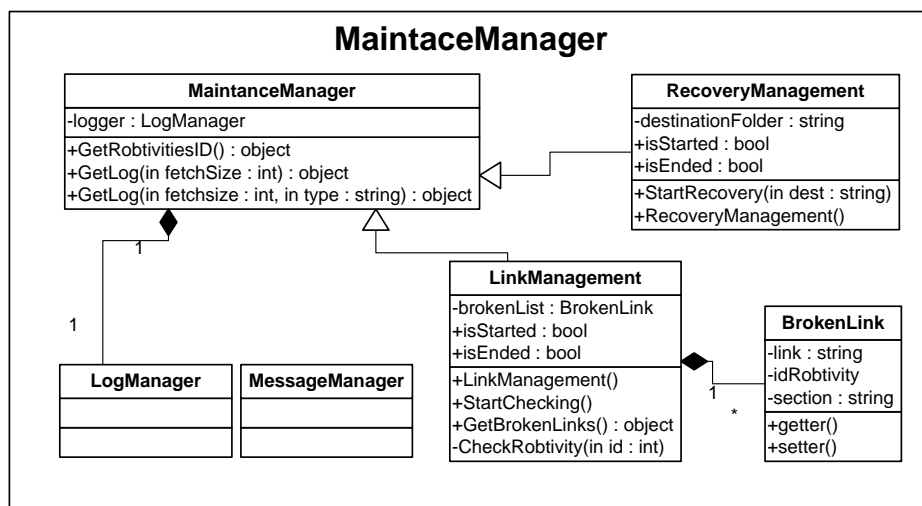 MaintaceManager
MaintanceManager
-logger : LogManager
+GetRobtivitiesID() : object
+GetLog(in fetchSize : int) : object
+GetLog(in fetchsize : int, in type : string) : object
RecoveryManagement
-destinationFolder : string
+isStarted : bool
+isEnded : bool
+StartRecovery(in dest : string)
+RecoveryManagement()
1
1
LogManager
MessageManager
LinkManagement
-brokenList : BrokenLink
+isStarted : bool
+isEnded : bool
+LinkManagement()
+StartChecking()
+GetBrokenLinks() : object
-CheckRobtivity(in id : int)
1
*
BrokenLink
-link : string
-idRobtivity
-section : string
+getter()
+setter()